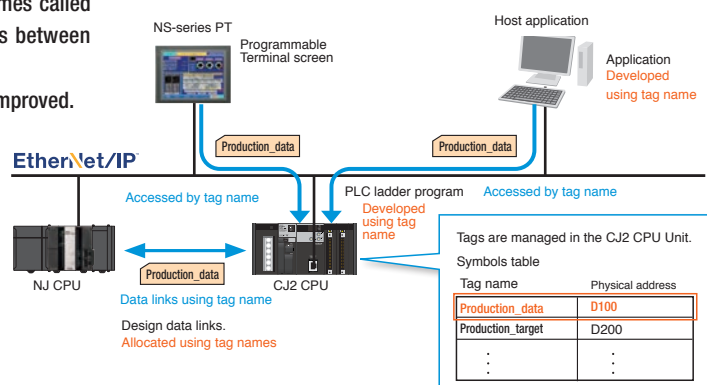 mes called
s between
mproved.
NS-series PT
Programmable
Terminal screen
Host application
Application
Developed
using tag name
Production_data
Production_data
EtherNet/IP
Accessed by tag name
PLC ladder program
Developed
using tag
name
Accessed by tag name
Production_data
NJ CPU
CJ2 CPU
Data links using tag name
Design data links.
Allocated using tag names
Tags are managed in the CJ2 CPU Unit.
Symbols table
Tag name Physical address
Production_data D100
Production_target D200